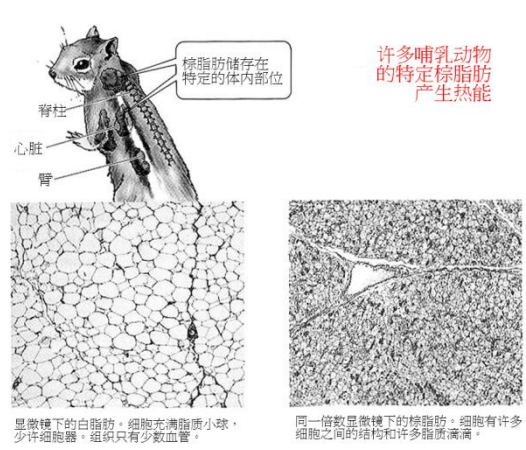 棕脂肪储存在
特定的体内部位
许多哺乳动物
的特定棕脂肪
产生热能
脊柱
心脏
臂
显微镜下的白脂肪。细胞充满脂质小球,
少许细胞器。组织只有少数血管。
同一倍数显微镜下的棕脂肪。细胞有许多
细胞之间的结构和许多脂质滴滴。